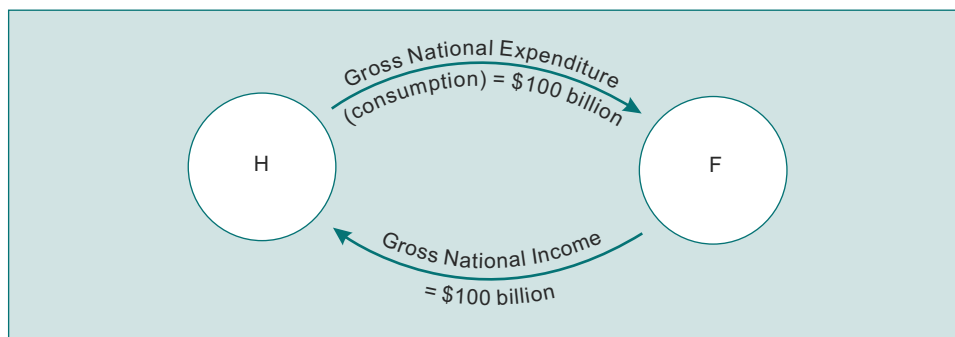 Gross National Expenditure
(consumption) = $100 billion
H
F
Gross National Income
= $100 billion